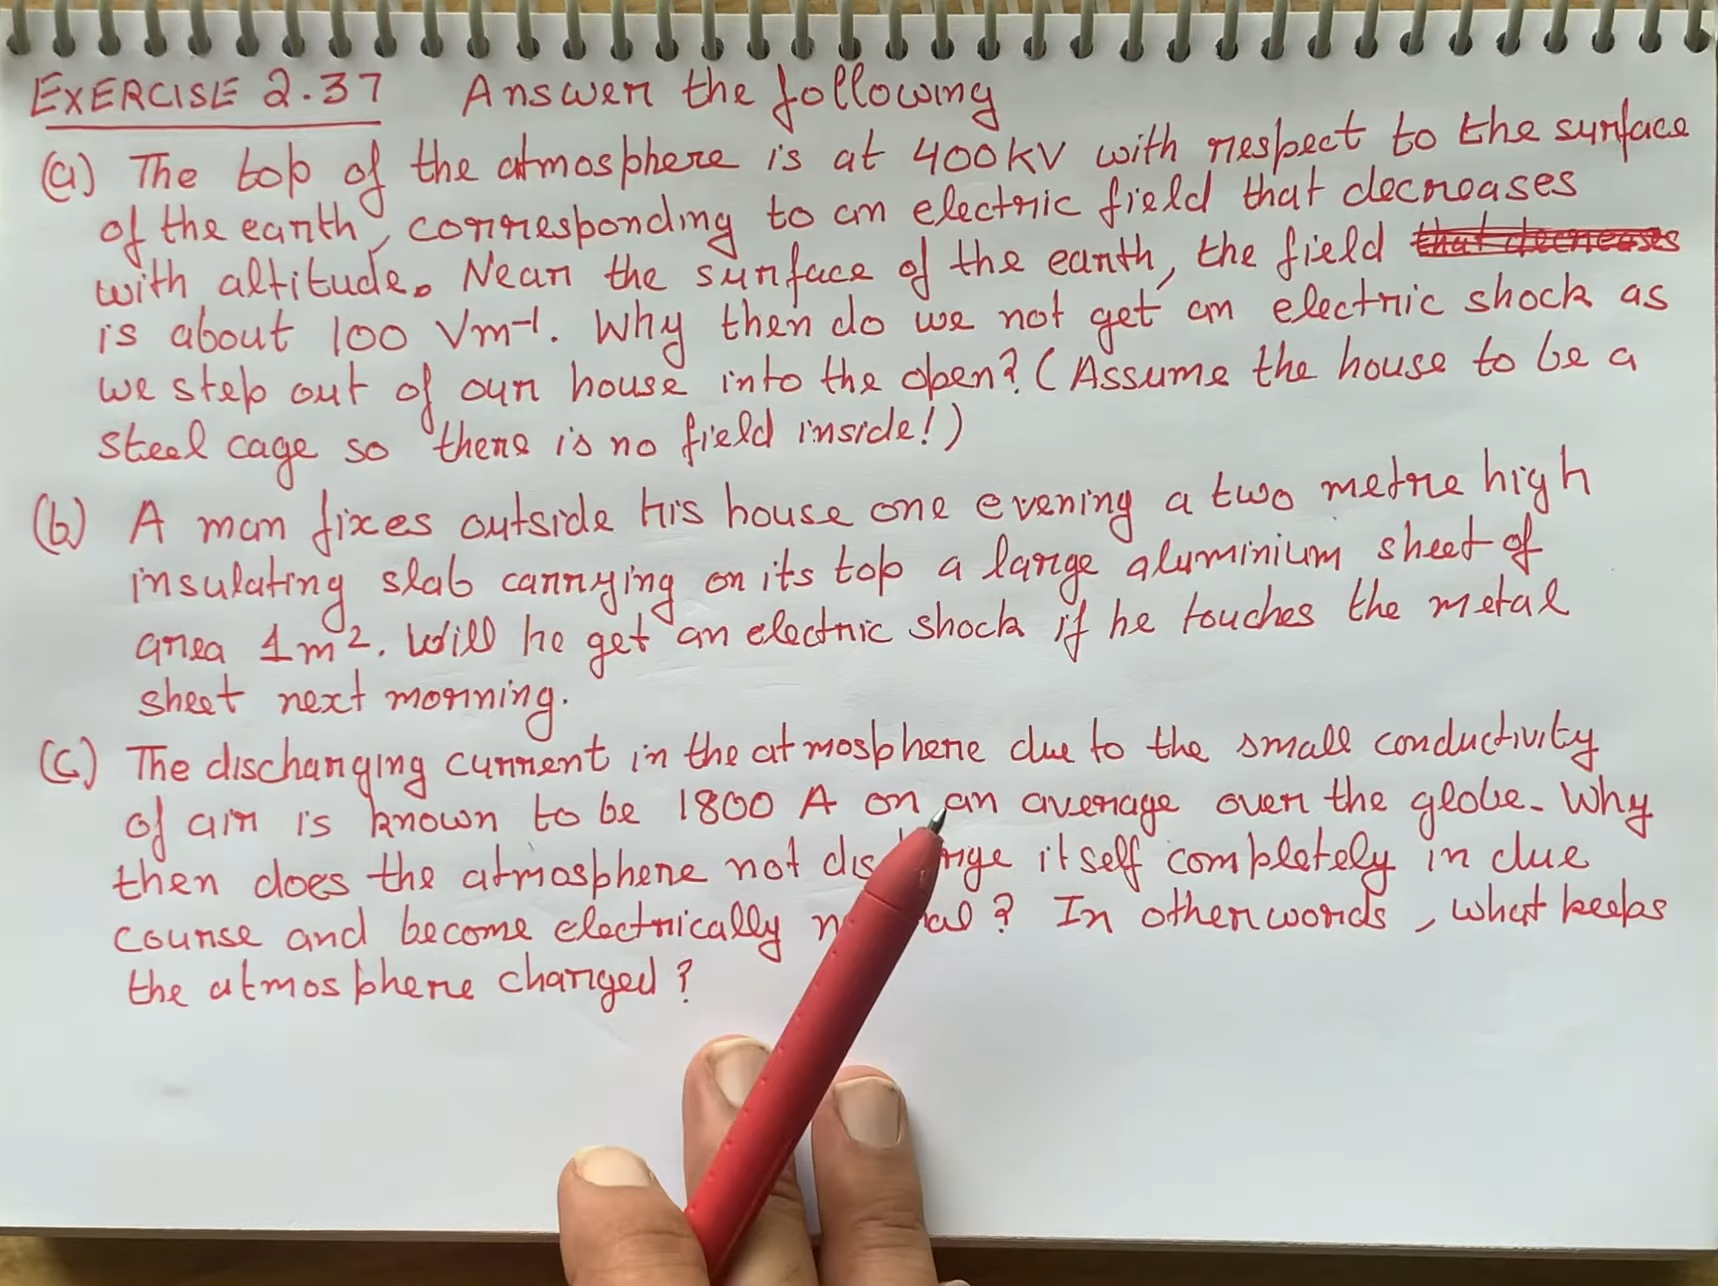 EXERCISE 2.37 Answer the following
(a) The top of the atmosphere is at 400 kV with respect to the surface
of the earth, corresponding to an electric field that decreases
with altitude. Near the surface of the earth, the field that decreases
is about 100 Vm⁻¹. Why then do we not get an electric shock as
we step out of our house into the open? (Assume the house to be a
steel cage so there is no field inside!)
(b) A man fixes outside his house one evening a two metre high
insulating slab carrying on its top a large aluminium sheet of
area 1m². Will he get an electric shock if he touches the metal
sheet next morning.
(c) The discharging current in the atmosphere due to the small conductivity
of air is known to be 1800 A on an average over the globe. Why
then does the atmosphere not itself completely in due
course and become electrically ? In other words, what keeps
the atmosphere charged?